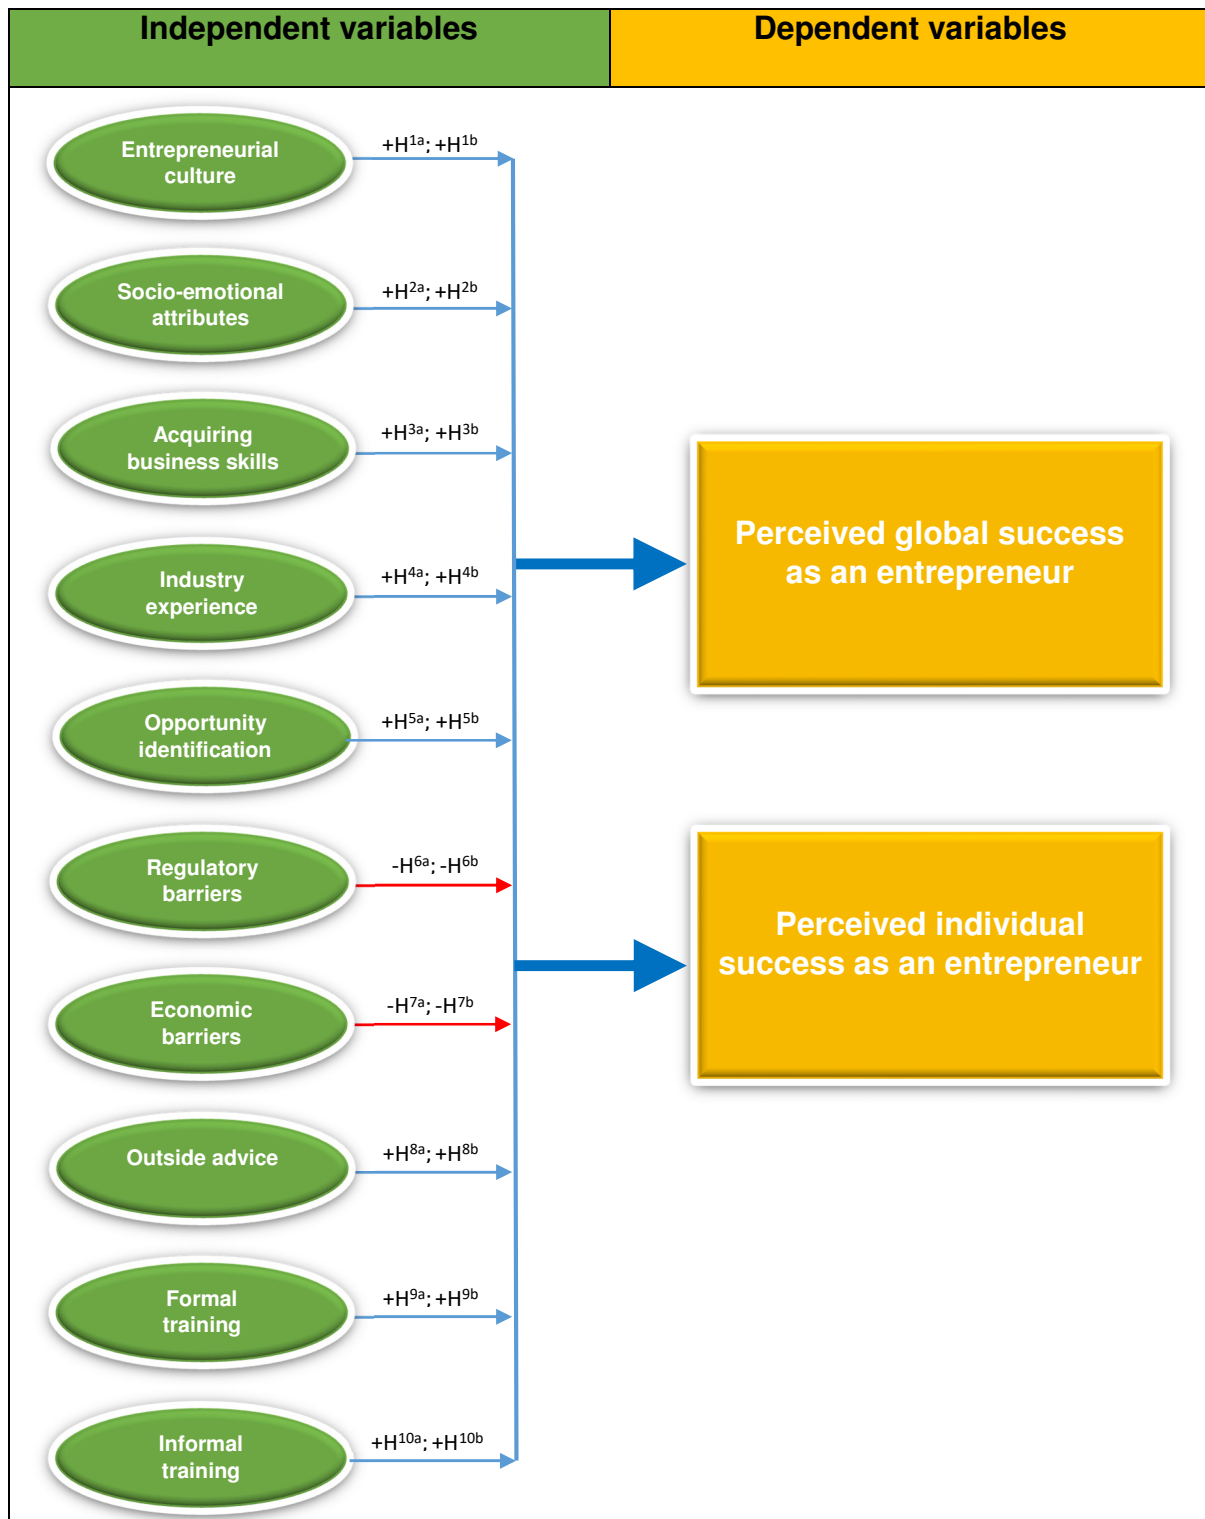 Independent variables
Dependent variables
Entrepreneurial
culture
+H1a; +H1b
Socio-emotional
attributes
+H2a; +H2b
Acquiring
business skills
+H3a; +H3b
Industry
experience
+H4a; +H4b
Perceived global success
as an entrepreneur
Opportunity
identification
+H5a; +H5b
Regulatory
barriers
-H6a; -H6b
Perceived individual
success as an entrepreneur
Economic
barriers
-H7a; -H7b
Outside advice
+H8a; +H8b
Formal
training
+H9a; +H9b
Informal
training
+H10a; +H10b